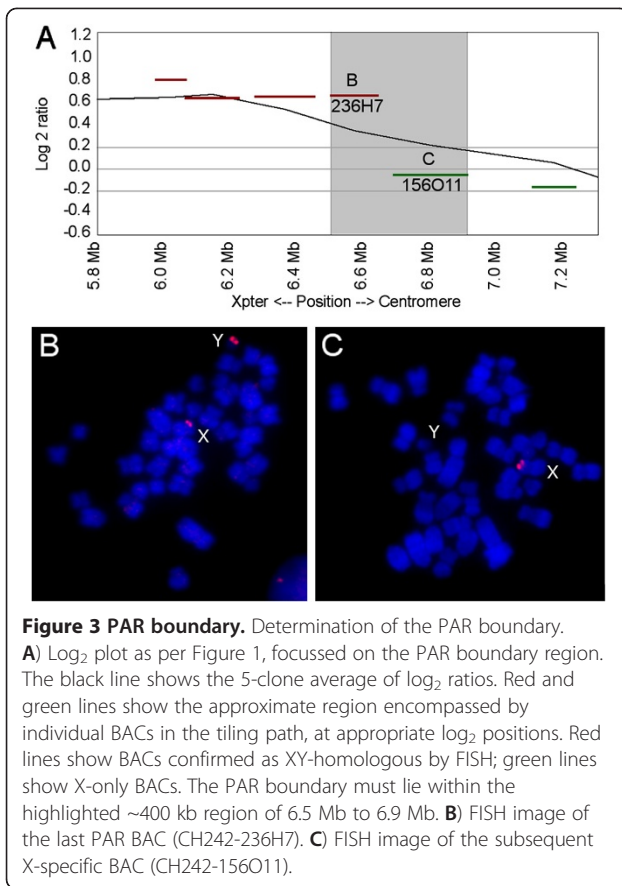 A
1.2
1.0
0.8
0.6
0.4
0.2
0.0
-0.2
-0.4
-0.6
Log 2 ratio
B
236H7
C
156O11
5.8 Mb
6.0 Mb
6.2 Mb
6.4 Mb
6.6 Mb
6.8 Mb
7.0 Mb
7.2 Mb
Xpter <-- Position --> Centromere
B
Y
X
C
Y
X
Figure 3 PAR boundary. Determination of the PAR boundary.
A) Log₂ plot as per Figure 1, focussed on the PAR boundary region.
The black line shows the 5-clone average of log₂ ratios. Red and
green lines show the approximate region encompassed by
individual BACs in the tiling path, at appropriate log₂ positions. Red
lines show BACs confirmed as XY-homologous by FISH; green lines
show X-only BACs. The PAR boundary must lie within the
highlighted ~400 kb region of 6.5 Mb to 6.9 Mb. B) FISH image of
the last PAR BAC (CH242-236H7). C) FISH image of the subsequent
X-specific BAC (CH242-156O11).